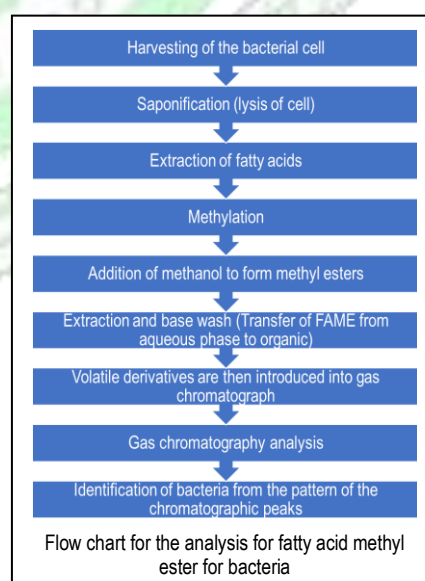 Harvesting of the bacterial cell
Saponification (lysis of cell)
Extraction of fatty acids
Methylation
Addition of methanol to form methyl esters
Extraction and base wash (Transfer of FAME from
aqueous phase to organic)
Volatile derivatives are then introduced into gas
chromatograph
Gas chromatography analysis
Identification of bacteria from the pattern of the
chromatographic peaks
Flow chart for the analysis for fatty acid methyl
ester for bacteria